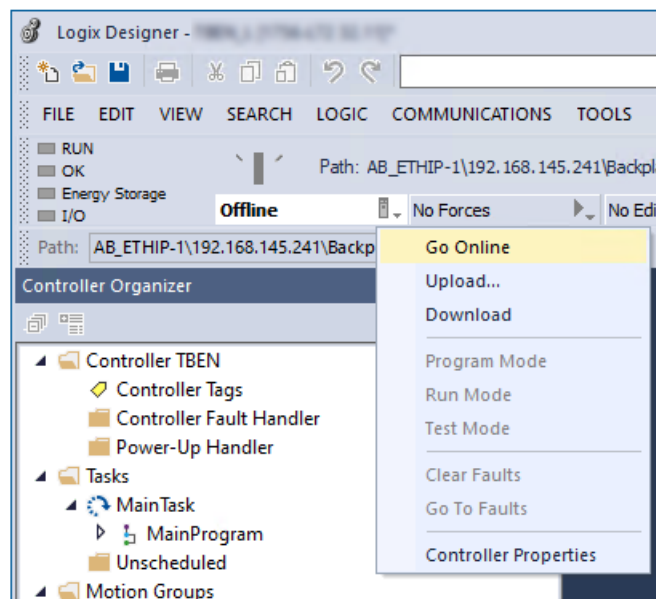 Logix Designer -
FILE EDIT VIEW SEARCH LOGIC COMMUNICATIONS TOOLS
RUN
OK
Energy Storage
I/O
Path: AB_ETHIP-1\192.168.145.241\Backpl
Offline No Forces No Edi
Path: AB_ETHIP-1\192.168.145.241\Backp
Go Online
Upload...
Download
Program Mode
Run Mode
Test Mode
Clear Faults
Go To Faults
Controller Properties
Controller Organizer
Controller TBEN
Controller Tags
Controller Fault Handler
Power-Up Handler
Tasks
MainTask
MainProgram
Unscheduled
Motion Groups